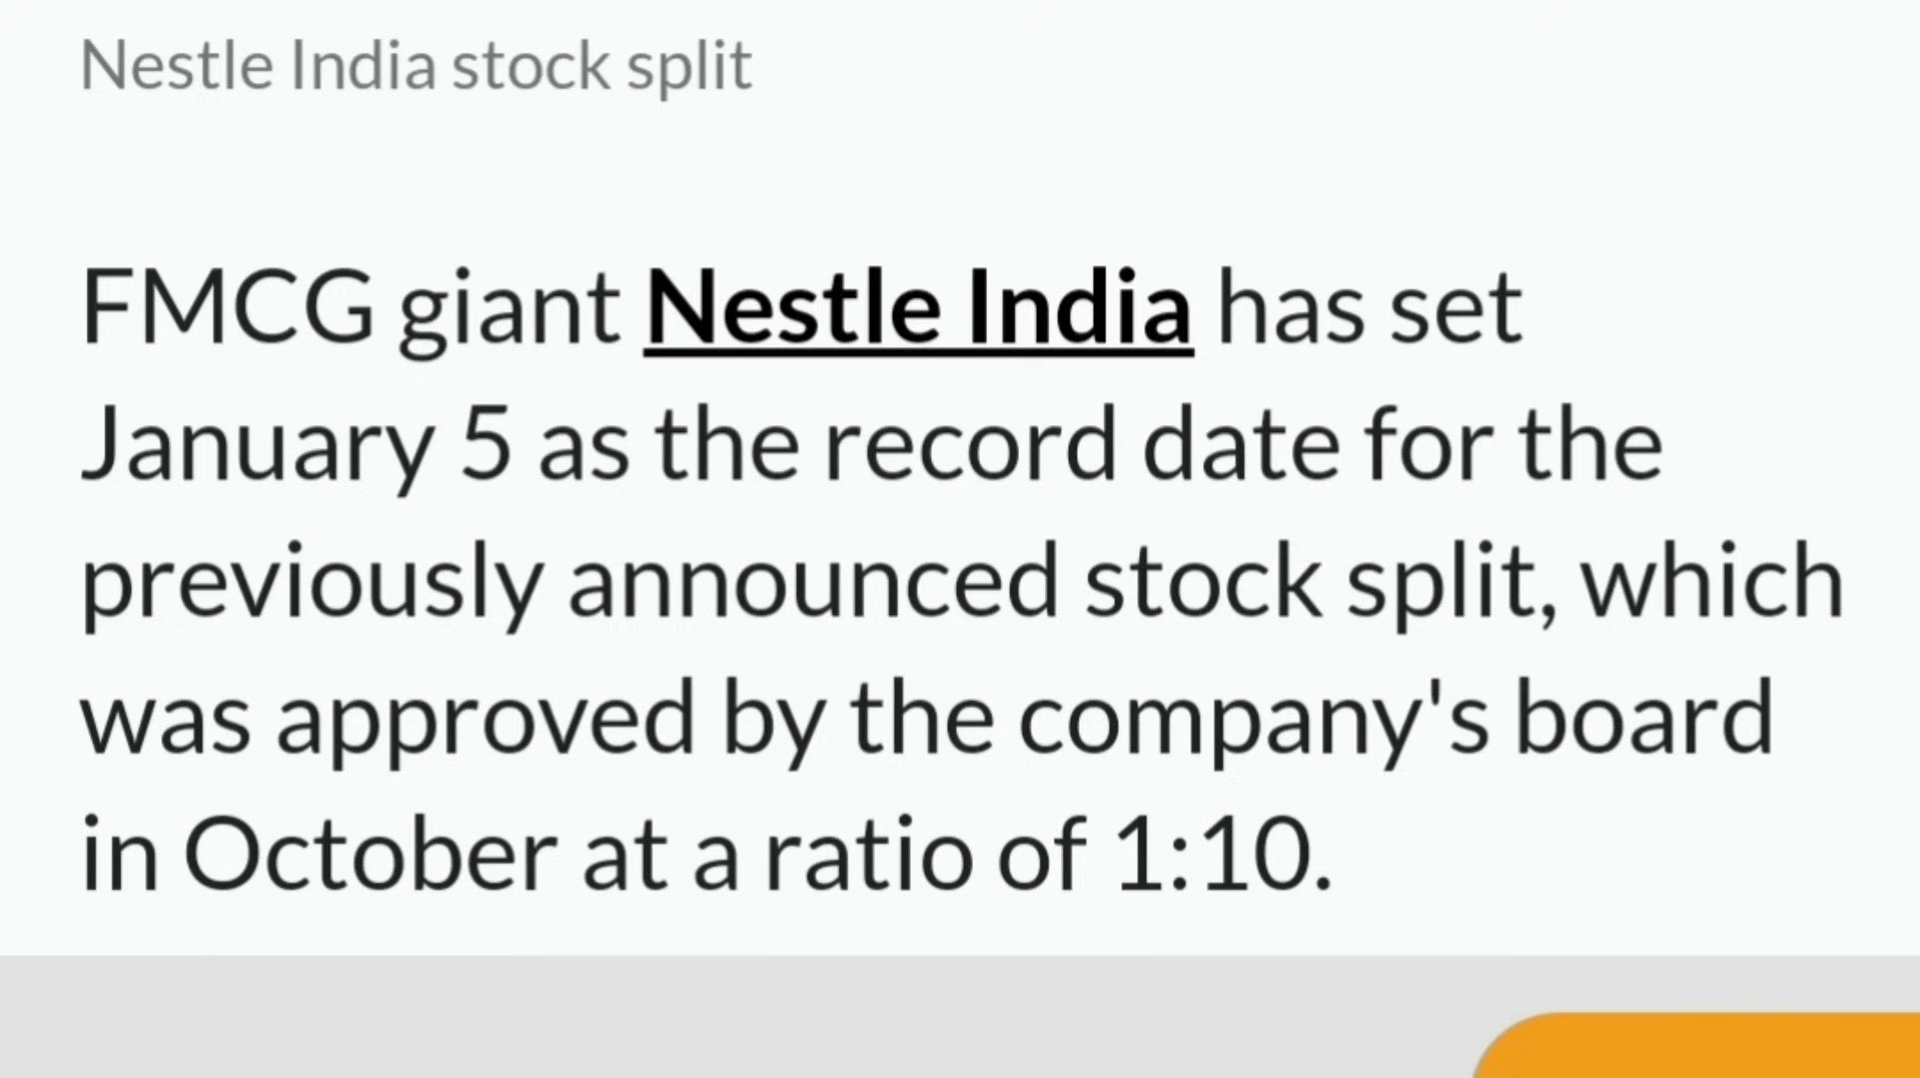 Nestle India stock split
FMCG giant Nestle India has set
January 5 as the record date for the
previously announced stock split, which
was approved by the company's board
in October at a ratio of 1:10.